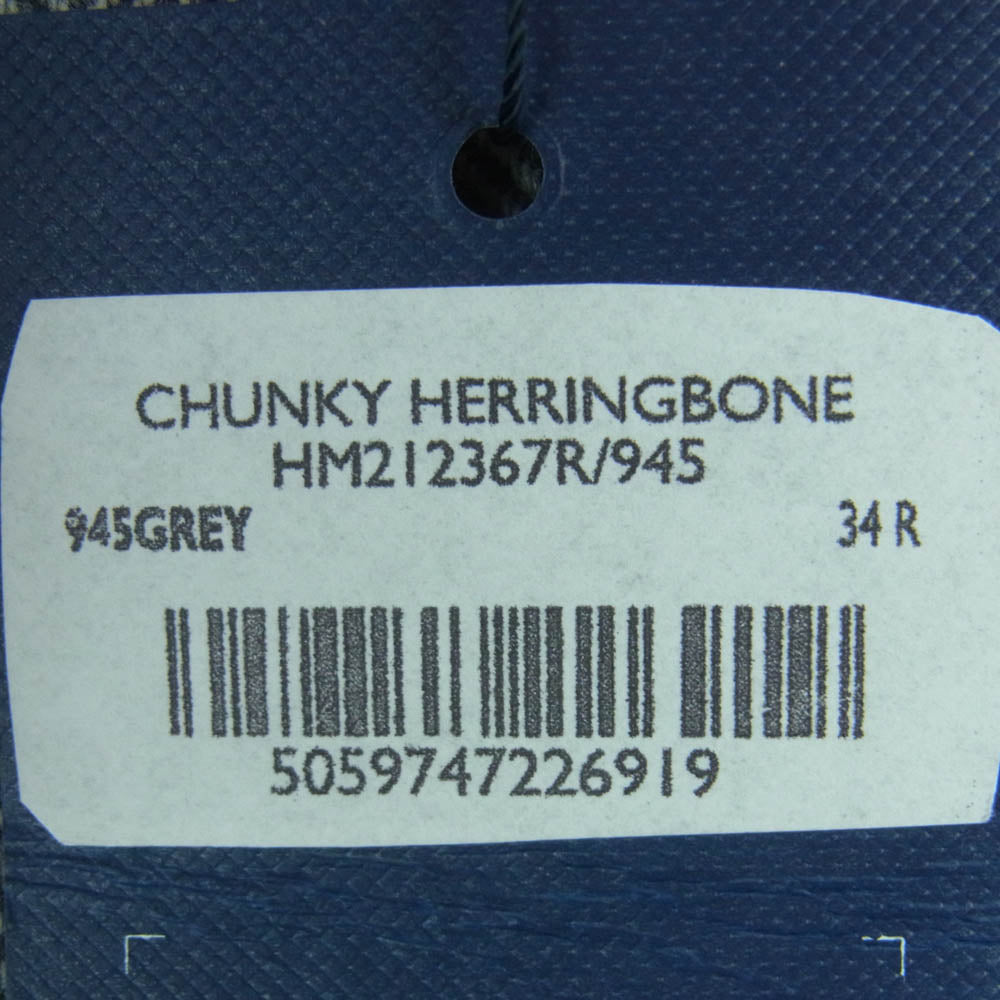 CHUNKY HERRINGBONE
HM212367R/945
945GREY 34 R
5059747226919